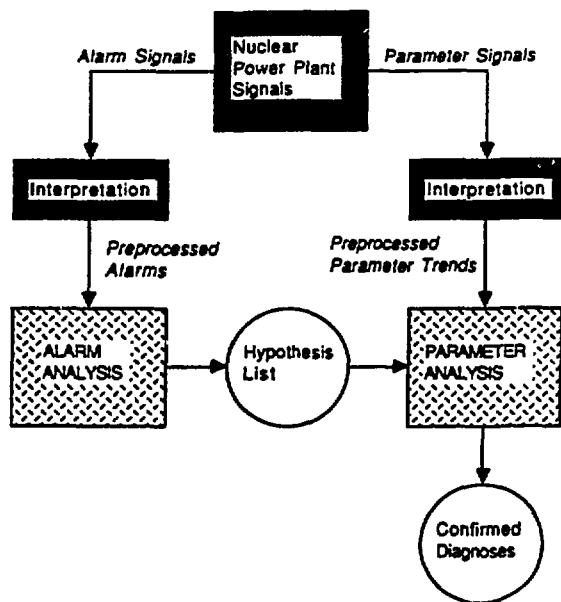 Alarm Signals
Nuclear
Power Plant
Signals
Parameter Signals
Interpretation
Interpretation
Preprocessed
Alarms
Preprocessed
Parameter Trends
ALARM
ANALYSIS
Hypothesis
List
PARAMETER
ANALYSIS
Confirmed
Diagnoses